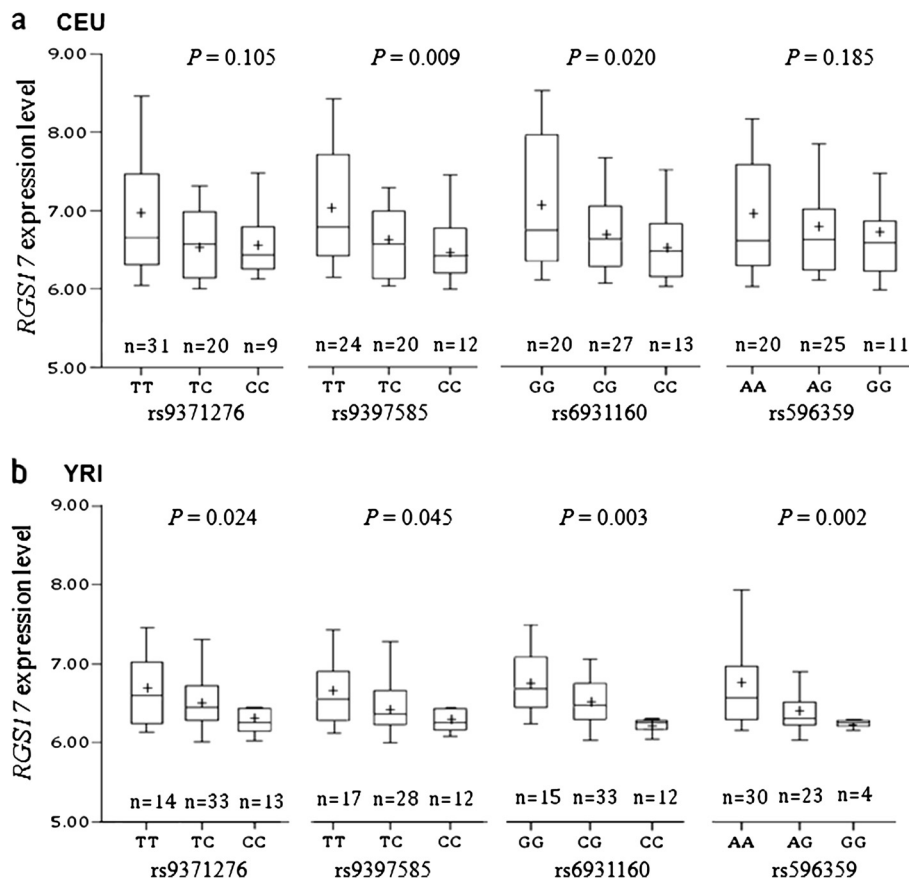 a CEU
P = 0.105 P = 0.009 P = 0.020 P = 0.185
RGS17 expression level
9.00
8.00
7.00
6.00
5.00
n=31 n=20 n=9 n=24 n=20 n=12 n=20 n=27 n=13 n=20 n=25 n=11
TT TC CC TT TC CC GG CG CC AA AG GG
rs9371276 rs9397585 rs6931160 rs596359
b YRI
P = 0.024 P = 0.045 P = 0.003 P = 0.002
RGS17 expression level
9.00
8.00
7.00
6.00
5.00
n=14 n=33 n=13 n=17 n=28 n=12 n=15 n=33 n=12 n=30 n=23 n=4
TT TC CC TT TC CC GG CG CC AA AG GG
rs9371276 rs9397585 rs6931160 rs596359